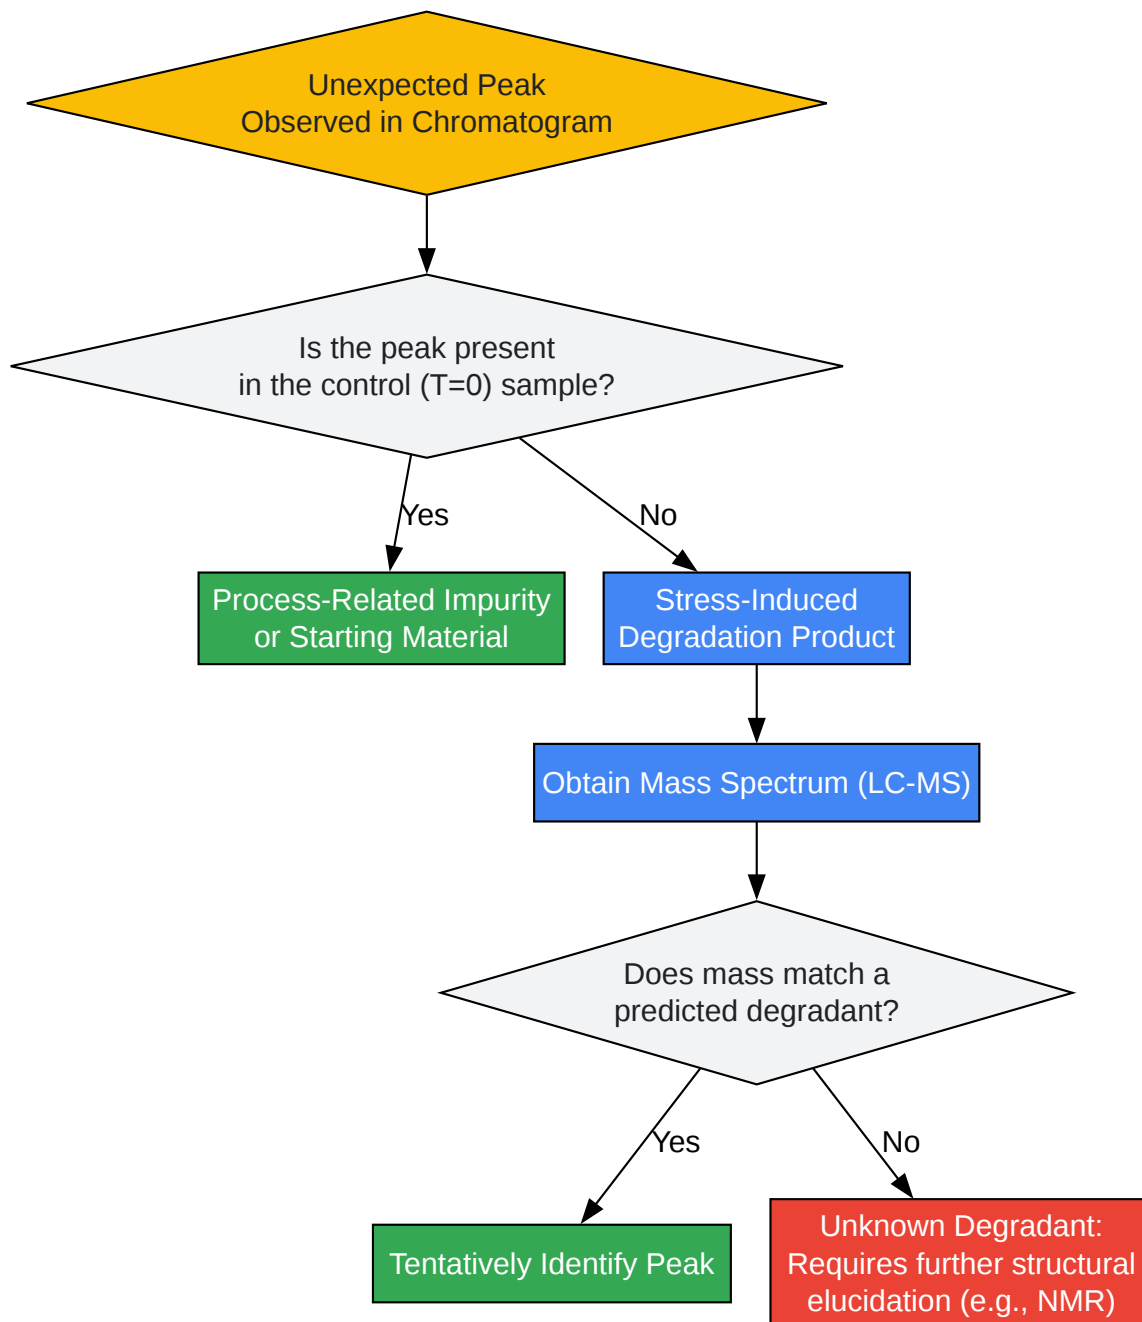 Unexpected Peak
Observed in Chromatogram
Is the peak present
in the control (T=0) sample?
Yes
No
Process-Related Impurity
or Starting Material
Stress-Induced
Degradation Product
Obtain Mass Spectrum (LC-MS)
Does mass match a
predicted degradant?
Yes
No
Tentatively Identify Peak
Unknown Degradant:
Requires further structural
elucidation (e.g., NMR)